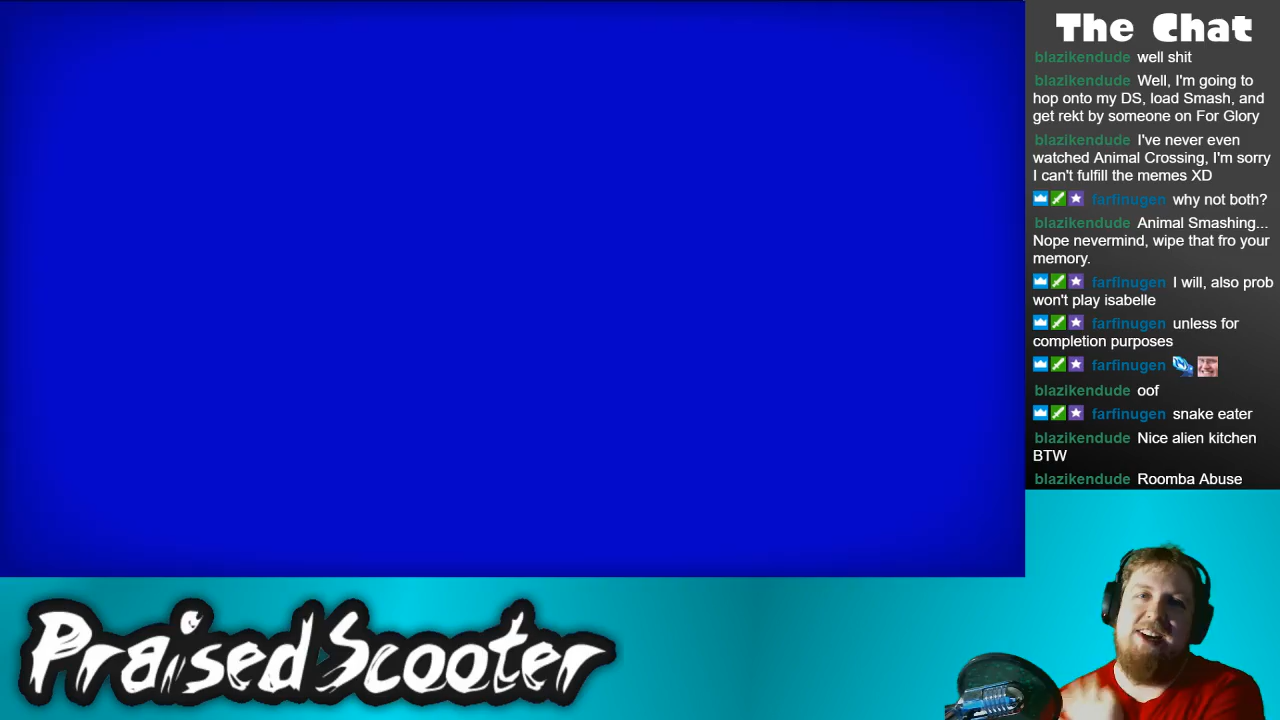 The Chat
blazikendude well shit
blazikendude Well, I'm going to
hop onto my DS, load Smash, and
get rekt by someone on For Glory
blazikendude I've never even
watched Animal Crossing, I'm sorry
I can't fulfill the memes XD
farfinugen why not both?
blazikendude Animal Smashing...
Nope nevermind, wipe that fro your
memory.
farfinugen I will, also prob
won't play isabelle
farfinugen unless for
completion purposes
farfinugen
blazikendude oof
farfinugen snake eater
blazikendude Nice alien kitchen
BTW
blazikendude Roomba Abuse
PraisedScooter